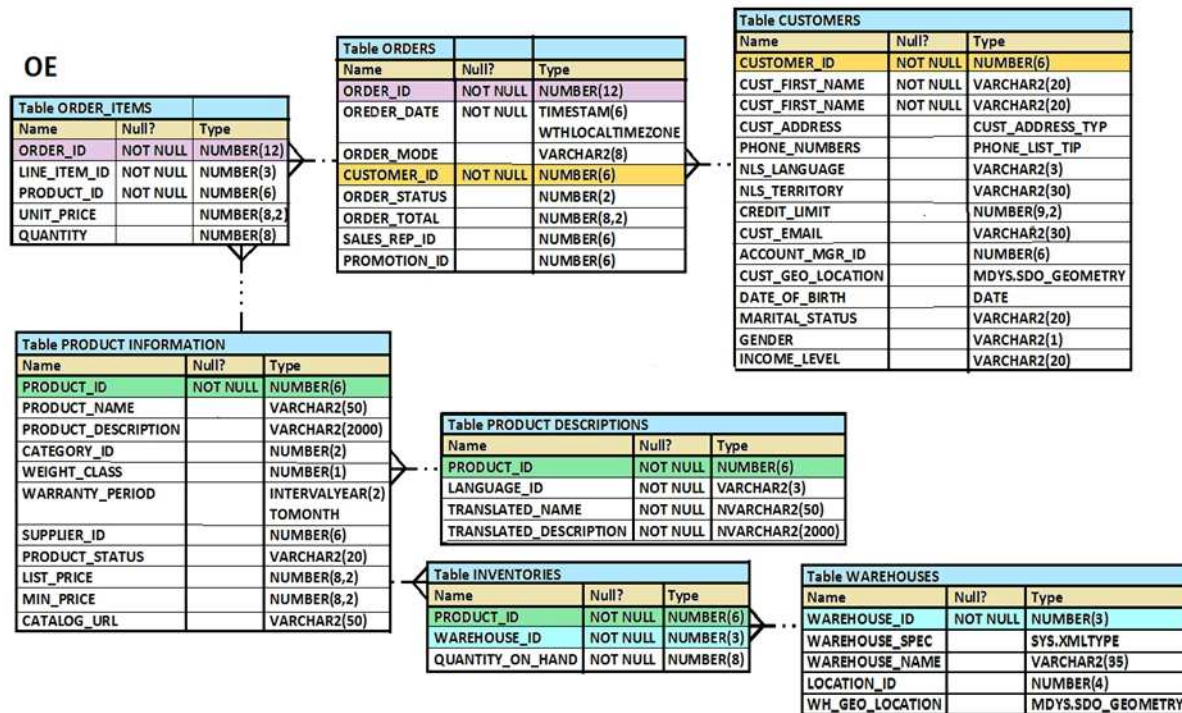 OE
Table ORDER_ITEMS
Name Null? Type
ORDER_ID NOT NULL NUMBER(12)
LINE_ITEM_ID NOT NULL NUMBER(3)
PRODUCT_ID NOT NULL NUMBER(6)
UNIT_PRICE NUMBER(8,2)
QUANTITY NUMBER(8)
Table ORDERS
Name Null? Type
ORDER_ID NOT NULL NUMBER(12)
OREDER_DATE NOT NULL TIMESTAM(6)
WTHLOCALTIMEZONE
ORDER_MODE VARCHAR2(8)
CUSTOMER_ID NOT NULL NUMBER(6)
ORDER_STATUS NUMBER(2)
ORDER_TOTAL NUMBER(8,2)
SALES_REP_ID NUMBER(6)
PROMOTION_ID NUMBER(6)
Table CUSTOMERS
Name Null? Type
CUSTOMER_ID NOT NULL NUMBER(6)
CUST_FIRST_NAME NOT NULL VARCHAR2(20)
CUST_FIRST_NAME NOT NULL VARCHAR2(20)
CUST_ADDRESS CUST_ADDRESS_TYP
PHONE_NUMBERS PHONE_LIST_TIP
NLS_LANGUAGE VARCHAR2(3)
NLS_TERRITORY VARCHAR2(30)
CREDIT_LIMIT NUMBER(9,2)
CUST_EMAIL VARCHAR2(30)
ACCOUNT_MGR_ID NUMBER(6)
CUST_GEO_LOCATION MDYS.SDO_GEOMETRY
DATE_OF_BIRTH DATE
MARITAL_STATUS VARCHAR2(20)
GENDER VARCHAR2(1)
INCOME_LEVEL VARCHAR2(20)
Table PRODUCT INFORMATION
Name Null? Type
PRODUCT_ID NOT NULL NUMBER(6)
PRODUCT_NAME VARCHAR2(50)
PRODUCT_DESCRIPTION VARCHAR2(2000)
CATEGORY_ID NUMBER(2)
WEIGHT_CLASS NUMBER(1)
WARRANTY_PERIOD INTERVALYEAR(2)
TOMONTH
SUPPLIER_ID NUMBER(6)
PRODUCT_STATUS VARCHAR2(20)
LIST_PRICE NUMBER(8,2)
MIN_PRICE NUMBER(8,2)
CATALOG_URL VARCHAR2(50)
Table PRODUCT DESCRIPTIONS
Name Null? Type
PRODUCT_ID NOT NULL NUMBER(6)
LANGUAGE_ID NOT NULL VARCHAR2(3)
TRANSLATED_NAME NOT NULL NVARCHAR2(50)
TRANSLATED_DESCRIPTION NOT NULL NVARCHAR2(2000)
Table INVENTORIES
Name Null? Type
PRODUCT_ID NOT NULL NUMBER(6)
WAREHOUSE_ID NOT NULL NUMBER(3)
QUANTITY_ON_HAND NOT NULL NUMBER(8)
Table WAREHOUSES
Name Null? Type
WAREHOUSE_ID NOT NULL NUMBER(3)
WAREHOUSE_SPEC SYS.XMLTYPE
WAREHOUSE_NAME VARCHAR2(35)
LOCATION_ID NUMBER(4)
WH_GEO_LOCATION MDYS.SDO_GEOMETRY